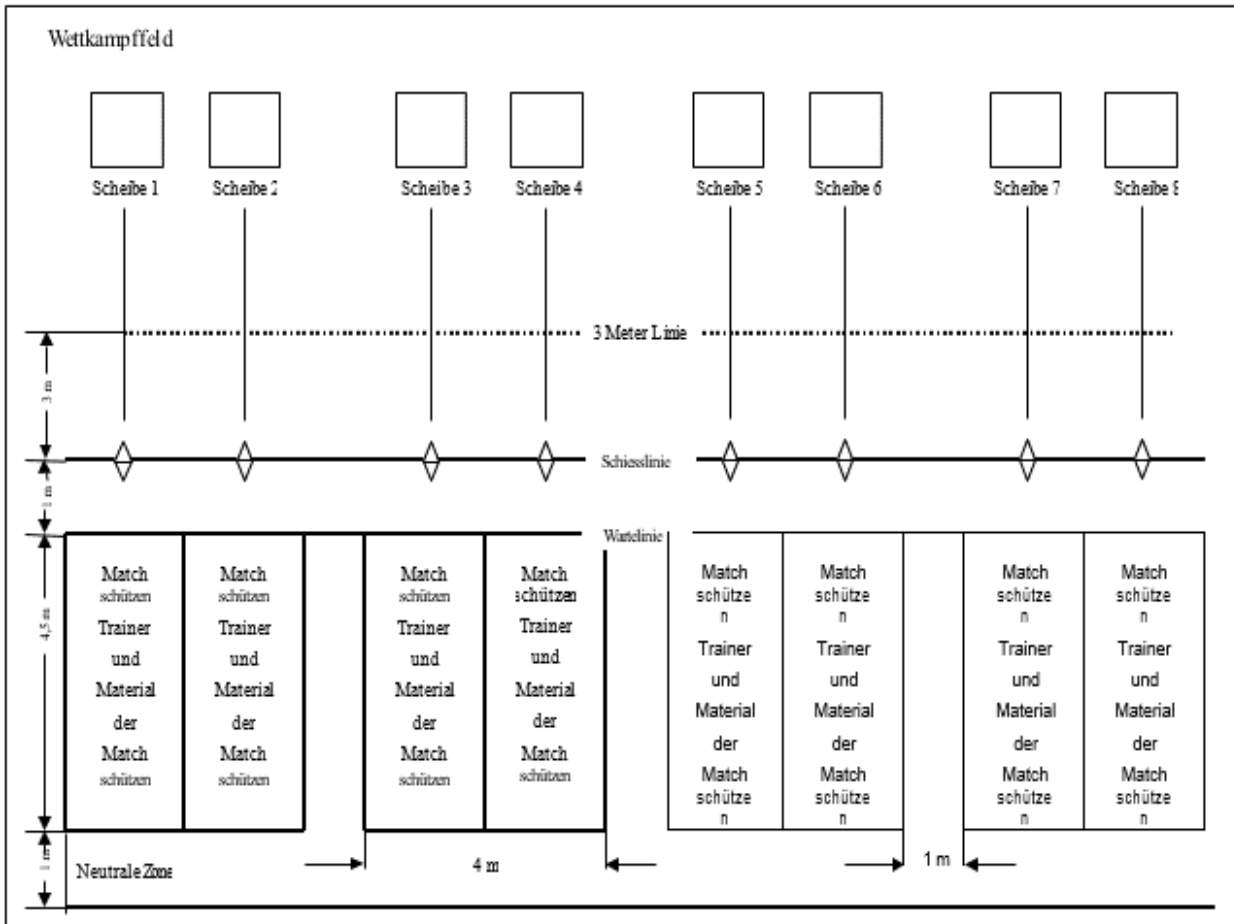 Wettkampffeld
Scheibe 1
Scheibe 2
Scheibe 3
Scheibe 4
Scheibe 5
Scheibe 6
Scheibe 7
Scheibe 8
3 Meter Linie
3 m
Schiesslinie
1 m
Wartelinie
4,5 m
Match
schützen
Trainer
und
Material
der
Match
schützen
Match
schützen
Trainer
und
Material
der
Match
schützen
Match
schützen
Trainer
und
Material
der
Match
schützen
Match
schützen
Trainer
und
Material
der
Match
schützen
Match
schütze
n
Trainer
und
Material
der
Match
schütze
n
Match
schütze
n
Trainer
und
Material
der
Match
schütze
n
Match
schütze
n
Trainer
und
Material
der
Match
schütze
n
Match
schütze
n
Trainer
und
Material
der
Match
schütze
n
1 m
Neutrale Zone
4 m
1 m